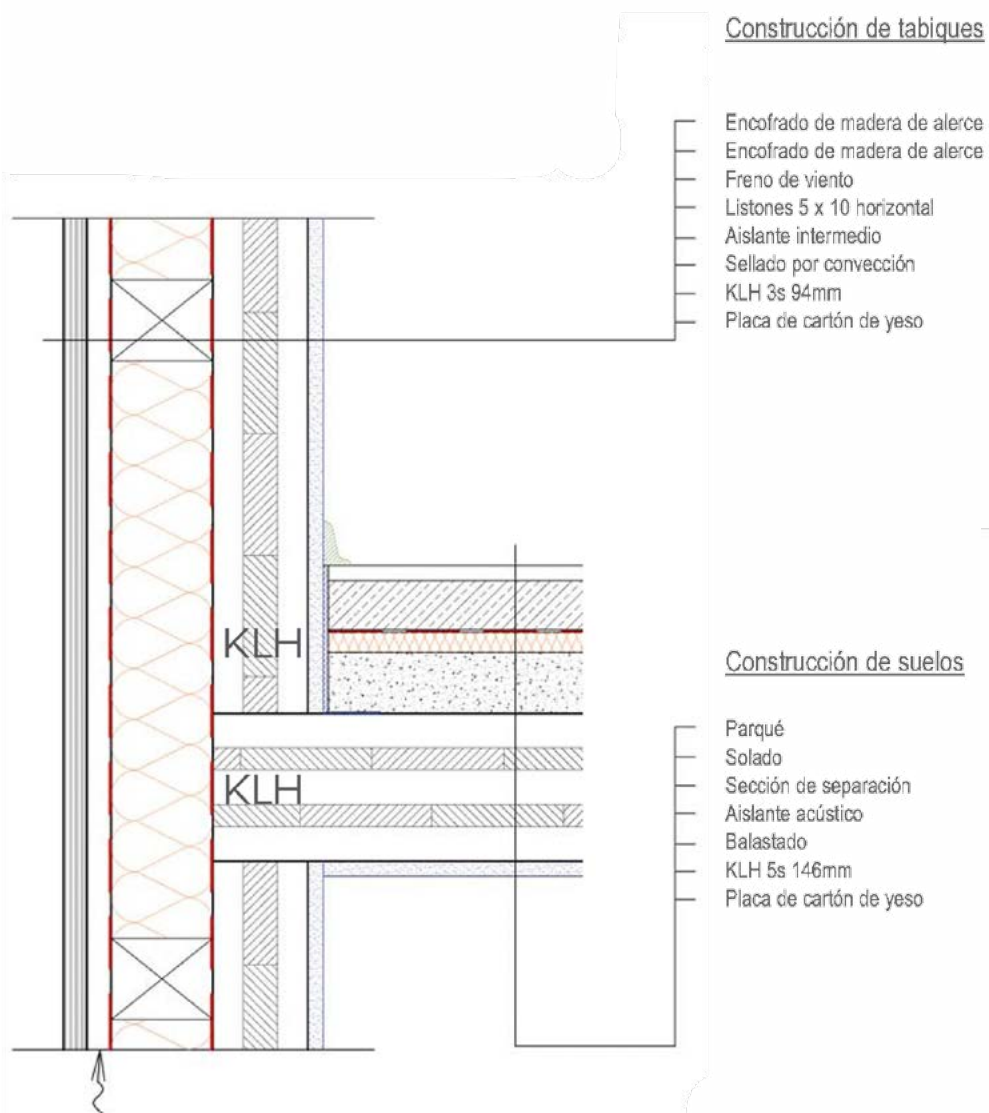 Construcción de tabiques
Encofrado de madera de alerce
Encofrado de madera de alerce
Freno de viento
Listones 5 x 10 horizontal
Aislante intermedio
Sellado por convección
KLH 3s 94mm
Placa de cartón de yeso
KLH
KLH
Construcción de suelos
Parqué
Solado
Sección de separación
Aislante acústico
Balastado
KLH 5s 146mm
Placa de cartón de yeso